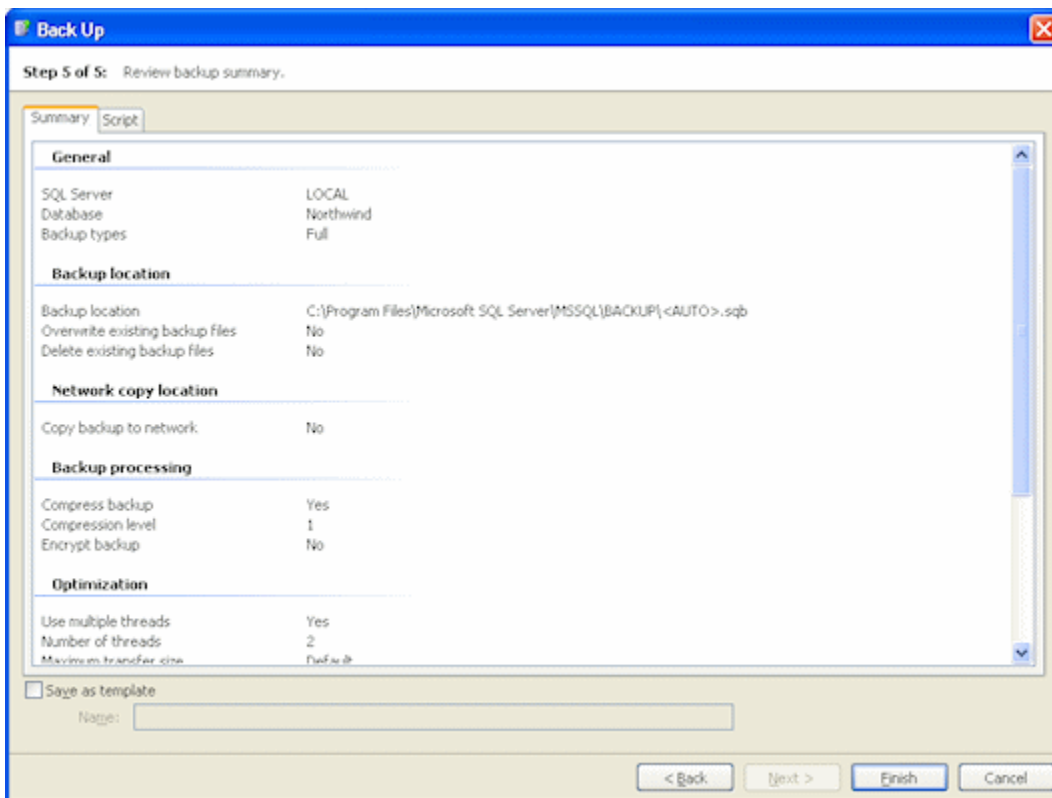 Back Up
Step 5 of 5: Review backup summary.
Summary Script
General
SQL Server LOCAL
Database Northwind
Backup types Full
Backup location
Backup location C:\Program Files\Microsoft SQL Server\MSSQL\BACKUP\<AUTO>.sqb
Overwrite existing backup files No
Delete existing backup files No
Network copy location
Copy backup to network No
Backup processing
Compress backup Yes
Compression level 1
Encrypt backup No
Optimization
Use multiple threads Yes
Number of threads 2
Maximum transfer size Default
Save as template
Name:
< Back Next > Finish Cancel